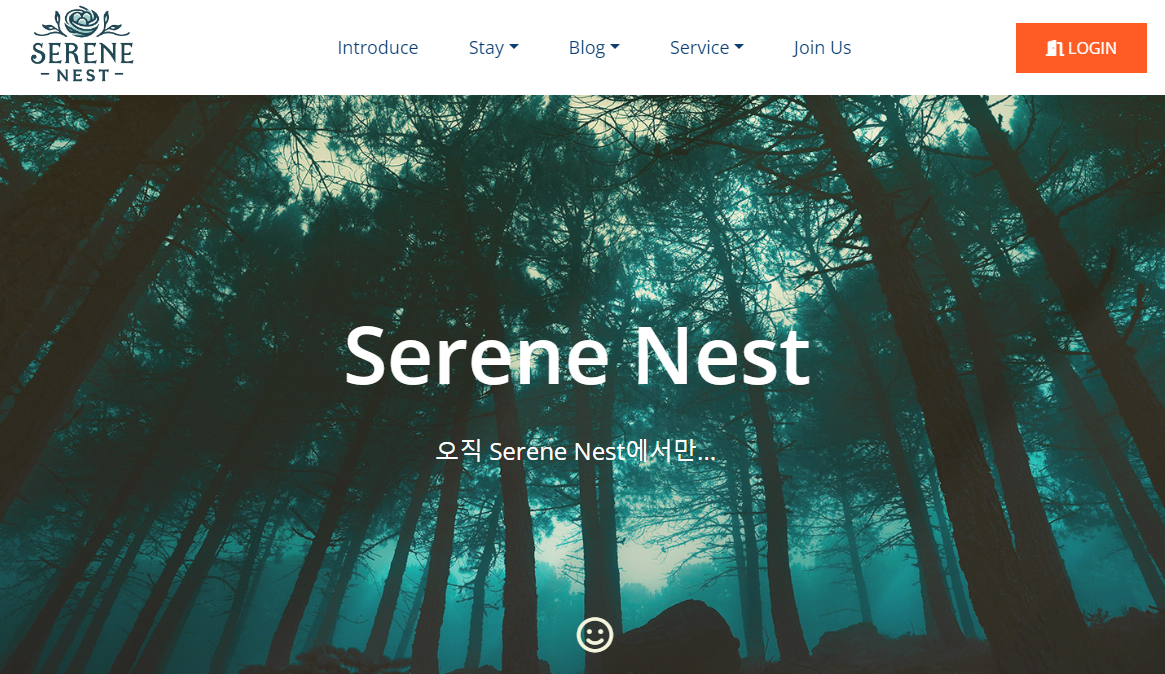 SERENE
NEST
Introduce
Stay
Blog
Service
Join Us
LOGIN
Serene Nest
오직 Serene Nest에서만...